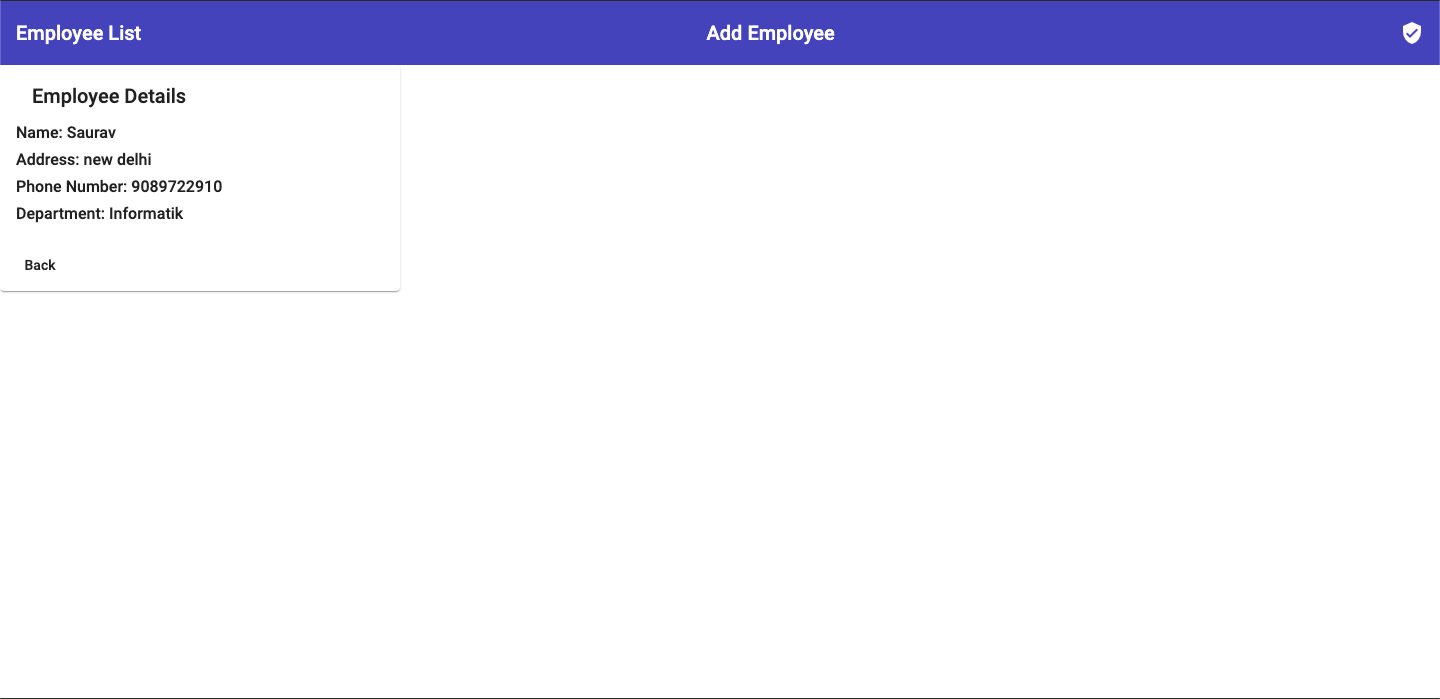 Employee List
Add Employee
Employee Details
Name: Saurav
Address: new delhi
Phone Number: 9089722910
Department: Informatik
Back